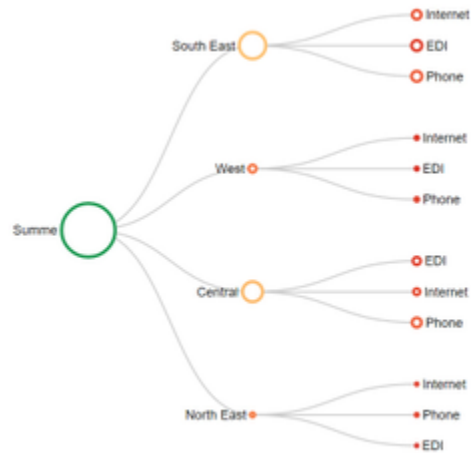 Summe
South East
Internet
EDI
Phone
West
Internet
EDI
Phone
Central
EDI
Internet
Phone
North East
Internet
Phone
EDI